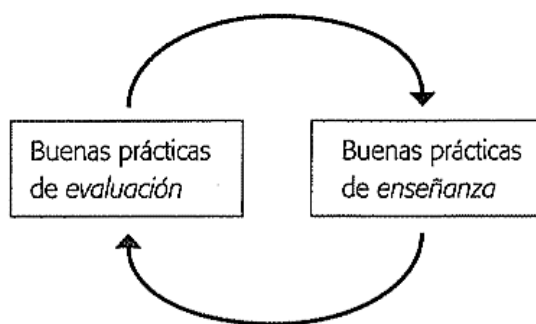 Buenas prácticas
de evaluación
Buenas prácticas
de enseñanza